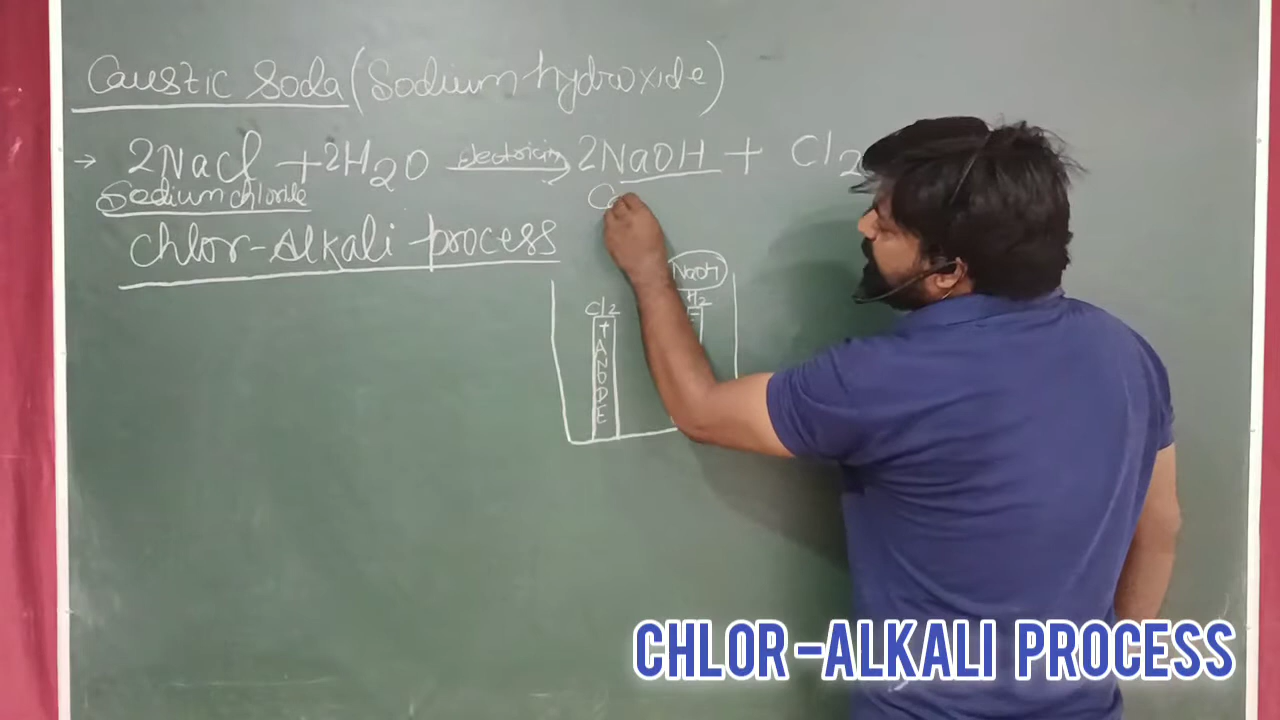 Caustic Soda (Sodium hydroxide)
→ 2NaCl + 2H2O electricity→ 2NaOH + Cl2
Sodium chloride
Ca
Chlor-Alkali process
NaOH
Cl2 H2
+ -
ANODE
CHLOR-ALKALI PROCESS